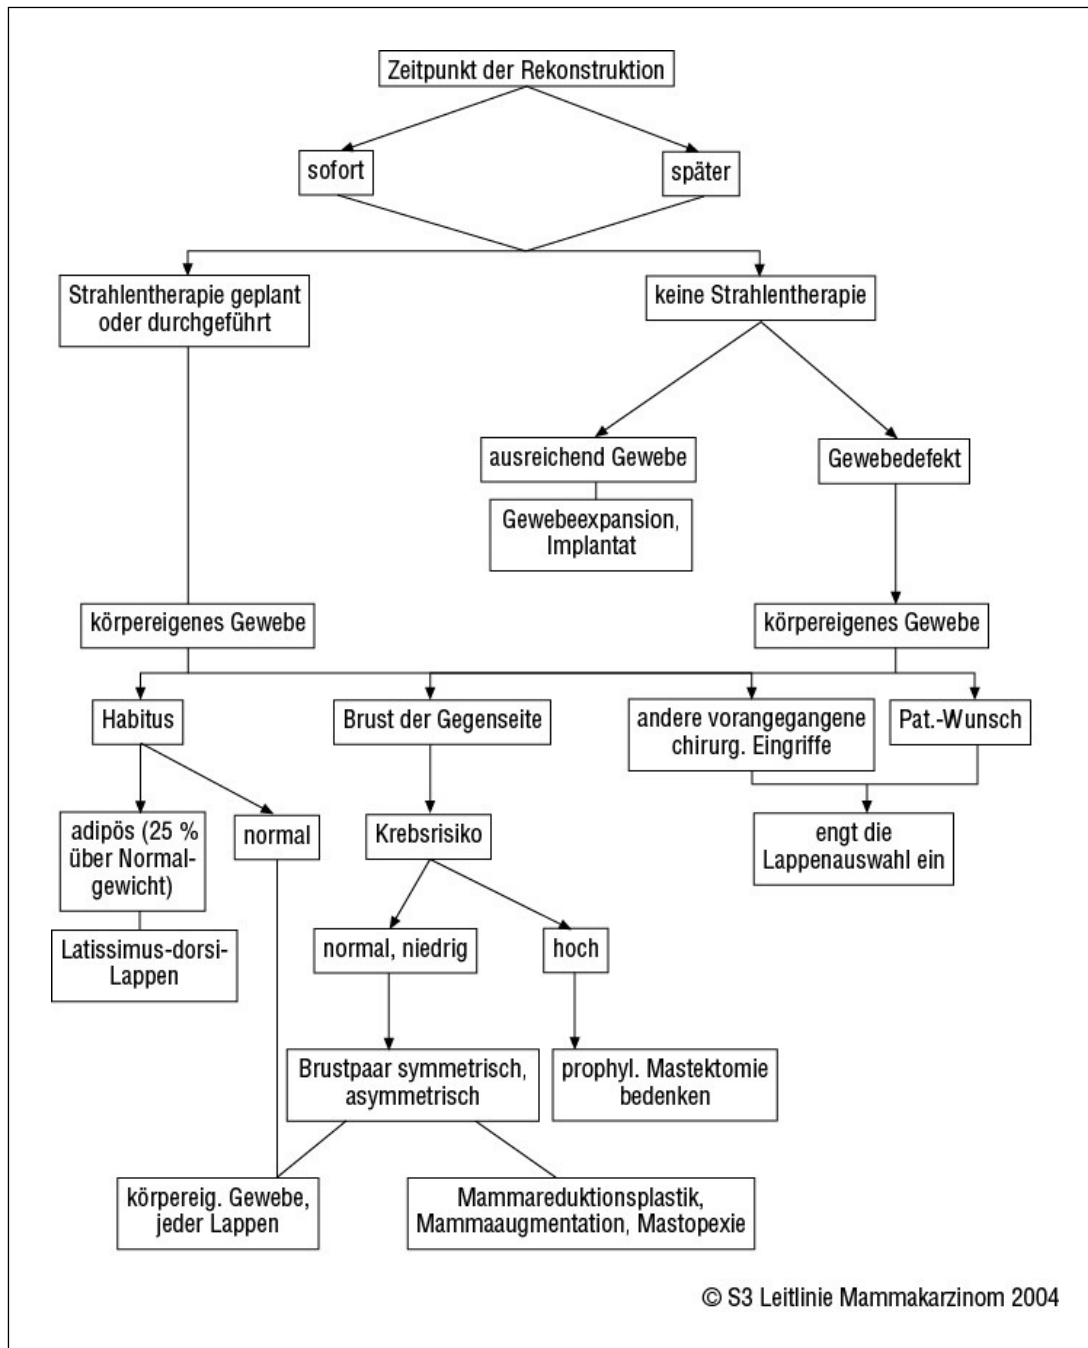 Zeitpunkt der Rekonstruktion
sofort
später
Strahlentherapie geplant
oder durchgeführt
keine Strahlentherapie
ausreichend Gewebe
Gewebedefekt
Gewebeexpansion,
Implantat
körpereigenes Gewebe
körpereigenes Gewebe
Habitus
Brust der Gegenseite
andere vorangegangene
chirurg. Eingriffe
Pat.-Wunsch
adipös (25 %
über Normal-
gewicht)
normal
Krebsrisiko
engt die
Lappenauswahl ein
Latissimus-dorsi-
Lappen
normal, niedrig
hoch
Brustpaar symmetrisch,
asymmetrisch
prophyl. Mastektomie
bedenken
körpereig. Gewebe,
jeder Lappen
Mammareduktionsplastik,
Mammaaugmentation, Mastopexie
© S3 Leitlinie Mammakarzinom 2004